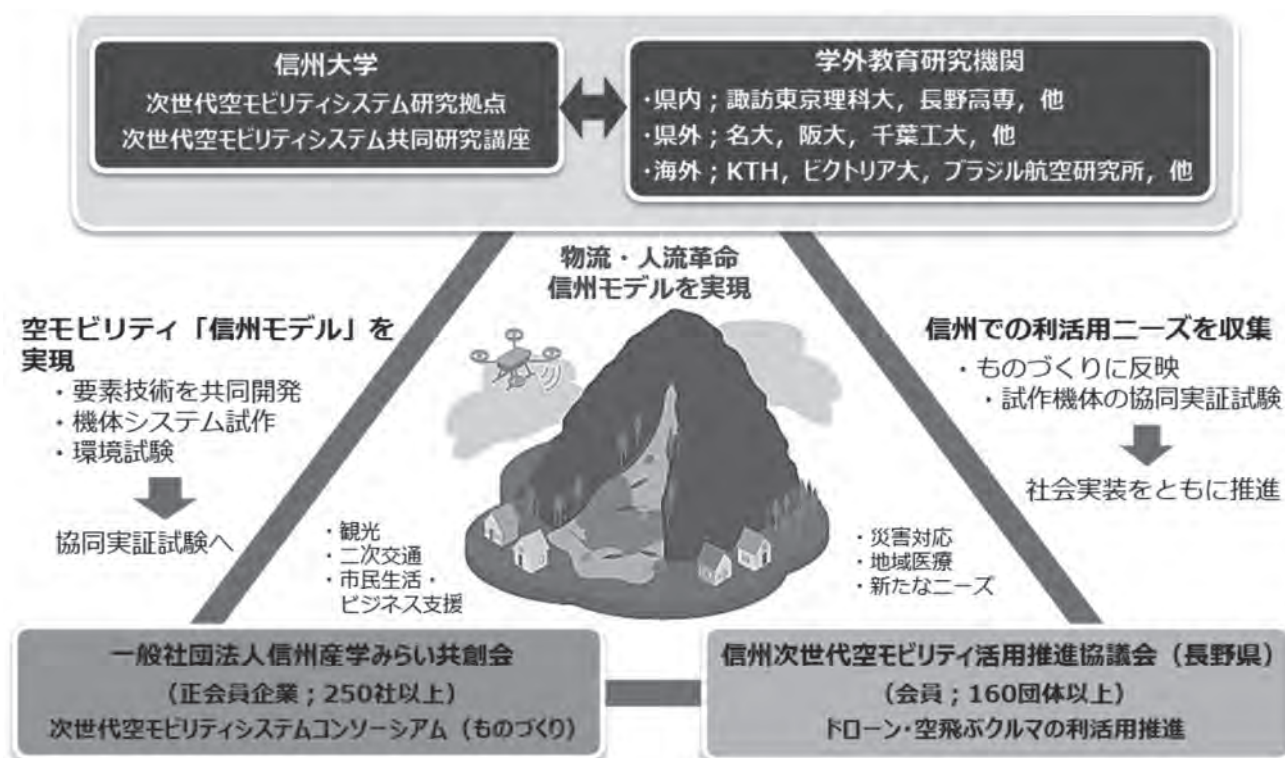 信州大学
次世代空モビリティシステム研究拠点
次世代空モビリティシステム共同研究講座
学外教育研究機関
・県内；諏訪東京理科大，長野高専，他
・県外；名大，阪大，千葉工大，他
・海外；KTH，ビクトリア大，ブラジル航空研究所，他
物流・人流革命
信州モデルを実現
空モビリティ「信州モデル」を
実現
・要素技術を共同開発
・機体システム試作
・環境試験
協同実証試験へ
信州での利活用ニーズを収集
・ものづくりに反映
・試作機体の協同実証試験
社会実装をともに推進
・観光
・二次交通
・市民生活・
ビジネス支援
・災害対応
・地域医療
・新たなニーズ
一般社団法人信州産学みらい共創会
（正会員企業；250社以上）
次世代空モビリティシステムコンソーシアム（ものづくり）
信州次世代空モビリティ活用推進協議会（長野県）
（会員；160団体以上）
ドローン・空飛ぶクルマの利活用推進